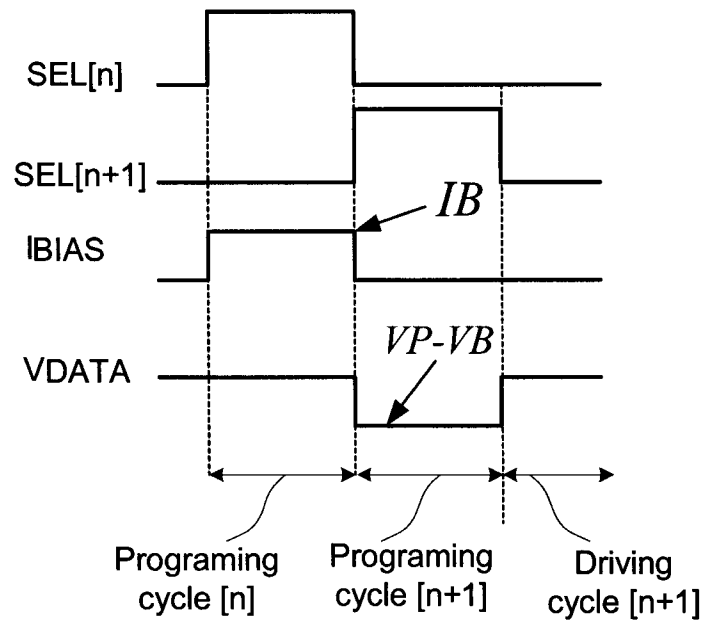 SEL[n]
SEL[n+1]
IB
IBIAS
VP-VB
VDATA
Programing
cycle [n]
Programing
cycle [n+1]
Driving
cycle [n+1]